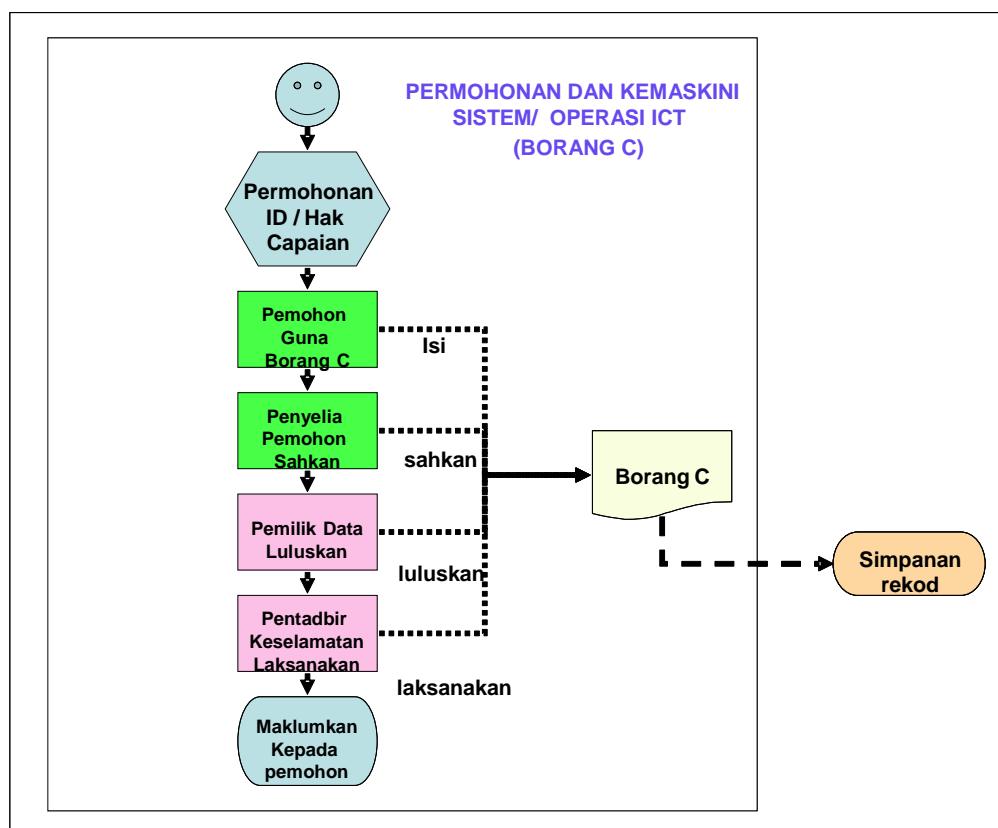 PERMOHONAN DAN KEMASKINI
SISTEM/ OPERASI ICT
(BORANG C)
Permohonan
ID / Hak
Capaian
Pemohon
Guna
Borang C
Isi
Penyelia
Pemohon
Sahkan
sahkan
Borang C
Pemilik Data
Luluskan
luluskan
Simpanan
rekod
Pentadbir
Keselamatan
Laksanakan
laksanakan
Maklumkan
Kepada
pemohon